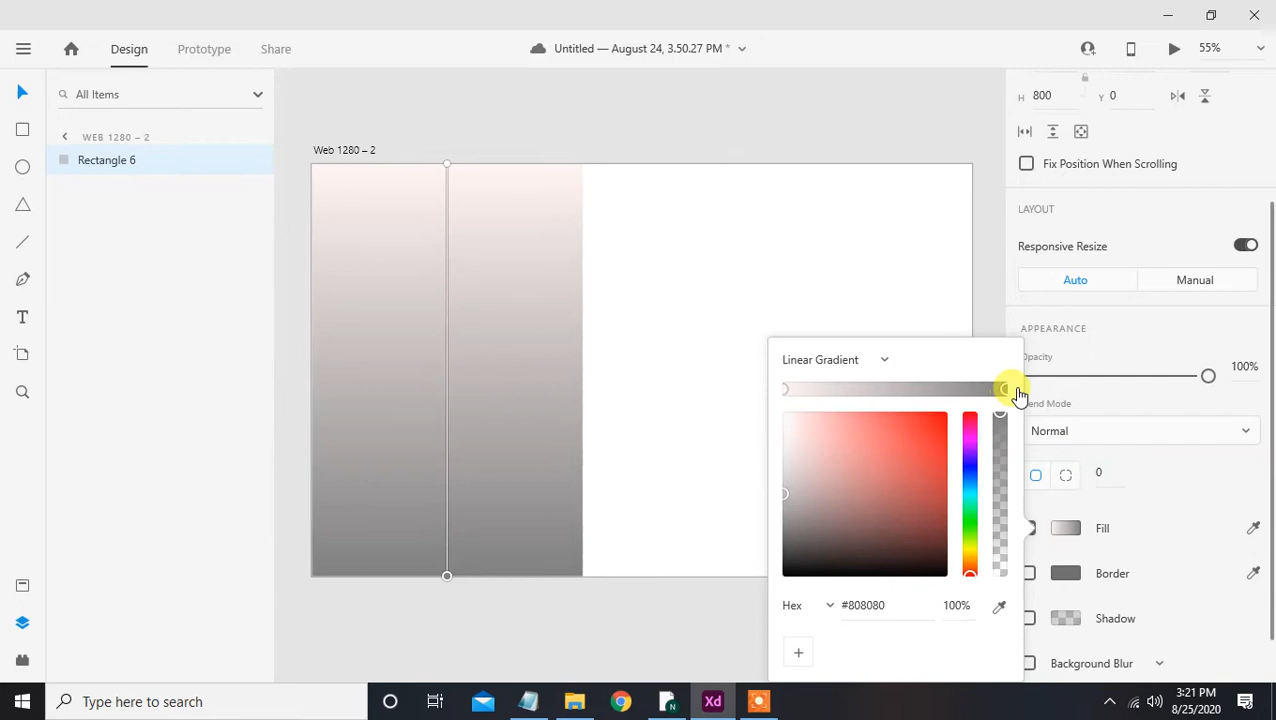 Design
Prototype
Share
Untitled — August 24, 3.50.27 PM *
55%
All Items
WEB 1280 – 2
Rectangle 6
Web 1280 – 2
H 800 Y 0
Fix Position When Scrolling
LAYOUT
Responsive Resize
Auto
Manual
APPEARANCE
Opacity
100%
Linear Gradient
Normal
0
Fill
Border
Shadow
Background Blur
Hex
#808080
100%
+
Type here to search
N
Xd
3:21 PM
8/25/2020